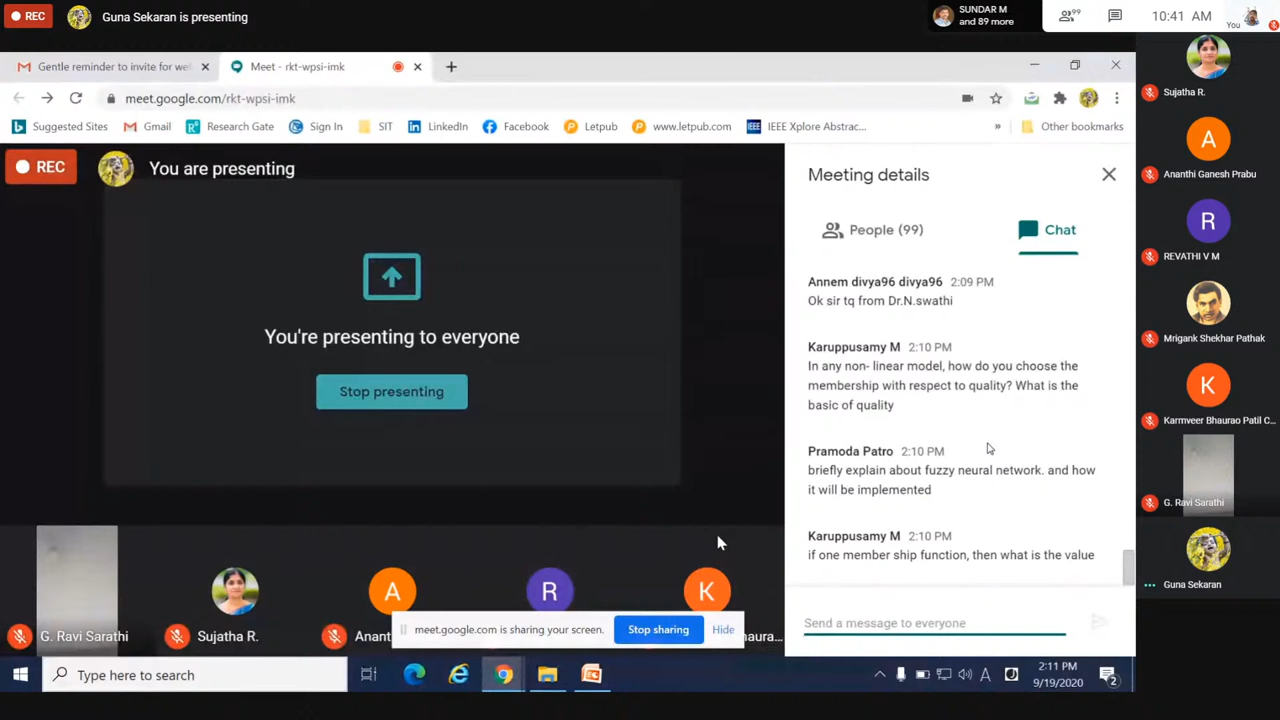 REC
Guna Sekaran is presenting
SUNDAR M
and 89 more
99
10:41 AM
You
Gentle reminder to invite for we
Meet - rkt-wpsi-imk
meet.google.com/rkt-wpsi-imk
Suggested Sites
Gmail
Research Gate
Sign In
SIT
LinkedIn
Facebook
Letpub
www.letpub.com
IEEE Xplore Abstrac...
»
Other bookmarks
REC
You are presenting
You're presenting to everyone
Stop presenting
Meeting details
People (99)
Chat
Annem divya96 divya96 2:09 PM
Ok sir tq from Dr.N.swathi
Karuppusamy M 2:10 PM
In any non- linear model, how do you choose the
membership with respect to quality? What is the
basic of quality
Pramoda Patro 2:10 PM
briefly explain about fuzzy neural network. and how
it will be implemented
Karuppusamy M 2:10 PM
if one member ship function, then what is the value
Send a message to everyone
G. Ravi Sarathi
Sujatha R.
A
Anant
R
K
aura...
meet.google.com is sharing your screen.
Stop sharing
Hide
Type here to search
A
2:11 PM
9/19/2020
2
Sujatha R.
A
Ananthi Ganesh Prabu
R
REVATHI V M
Mrigank Shekhar Pathak
K
Karmveer Bhaurao Patil C...
G. Ravi Sarathi
Guna Sekaran